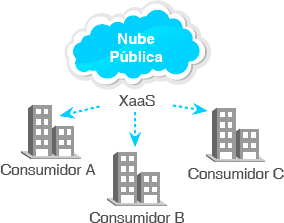 Nube
Pública
XaaS
Consumidor A
Consumidor C
Consumidor B